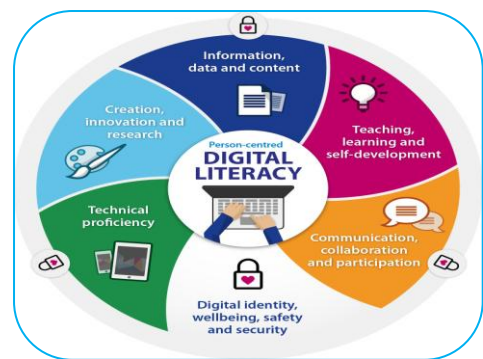 Information,
data and content
Teaching,
learning and
self-development
Communication,
collaboration
and participation
Digital identity,
wellbeing, safety
and security
Technical
proficiency
Creation,
innovation and
research
Person-centred
DIGITAL
LITERACY